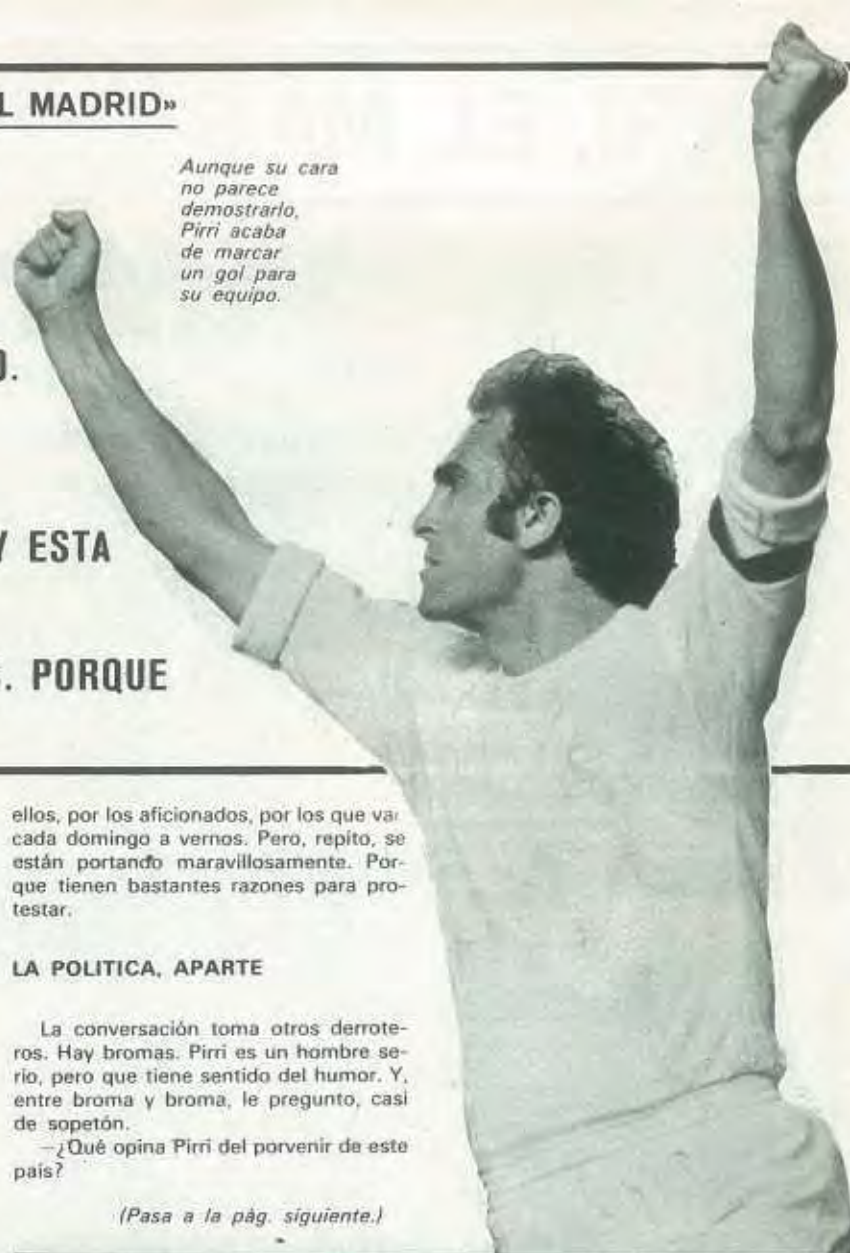 L MADRID»
Aunque su cara
no parece
demostrarlo,
Pirri acaba
de marcar
un gol para
su equipo.
O.
Y ESTA
. PORQUE
ellos, por los aficionados, por los que va
cada domingo a vernos. Pero, repito, se
están portando maravillosamente. Por-
que tienen bastantes razones para pro-
testar.
LA POLITICA, APARTE
La conversación toma otros derrote-
ros. Hay bromas. Pirri es un hombre se-
rio, pero que tiene sentido del humor. Y,
entre broma y broma, le pregunto, casi
de sopetón.
—¿Qué opina Pirri del porvenir de este
país?
(Pasa a la pàg. siguiente.)